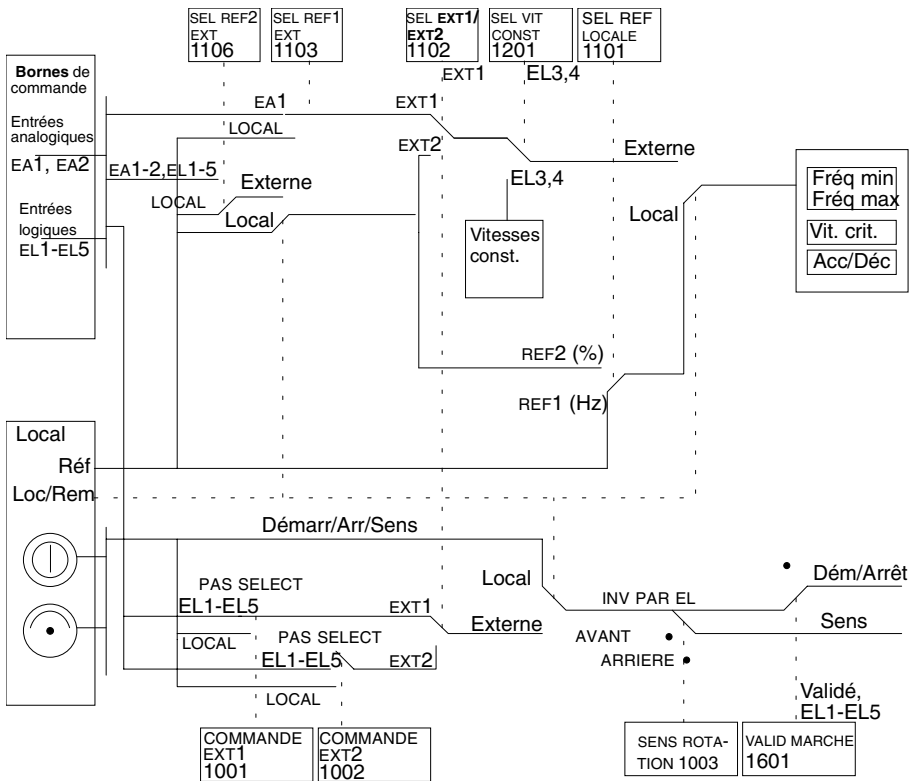 SEL REF2
EXT
1106
SEL REF1
EXT
1103
SEL EXT1/
EXT2
1102
SEL VIT
CONST
1201
SEL REF
LOCALE
1101
Bornes de
commande
Entrées
analogiques
EA1, EA2
Entrées
logiques
EL1-EL5
EXT1
EL3,4
EA1
EXT1
LOCAL
EXT2
Externe
EA1-2,EL1-5
Externe
EL3,4
LOCAL
Local
Local
Vitesses
const.
Fréq min
Fréq max
Vit. crit.
Acc/Déc
REF2 (%)
REF1 (Hz)
Local
Réf
Loc/Rem
Démarr/Arr/Sens
Local
Dém/Arrêt
PAS SELECT
EL1-EL5
EXT1
INV PAR EL
Externe
Sens
LOCAL
PAS SELECT
AVANT
EL1-EL5
EXT2
ARRIERE
LOCAL
Validé,
EL1-EL5
COMMANDE
EXT1
1001
COMMANDE
EXT2
1002
SENS ROTA-
TION 1003
VALID MARCHE
1601